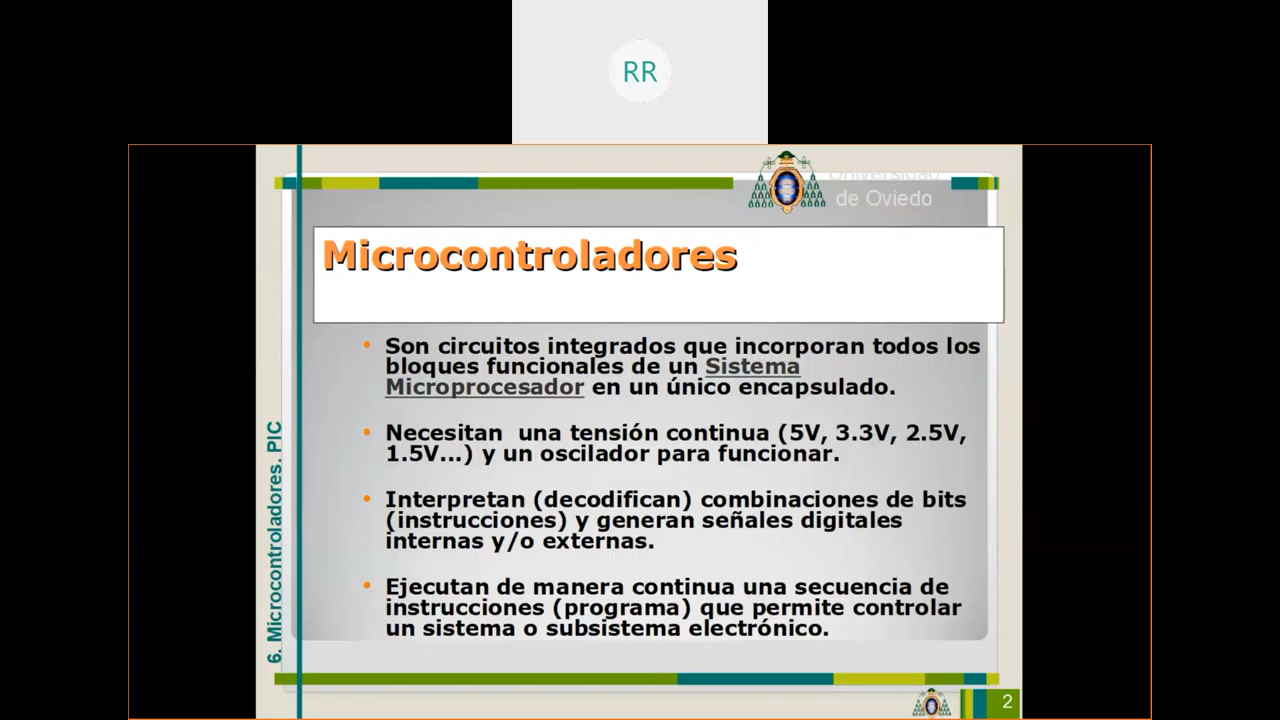 RR
Universidad
de Oviedo
Microcontroladores
• Son circuitos integrados que incorporan todos los
bloques funcionales de un Sistema
Microprocesador en un único encapsulado.
• Necesitan una tensión continua (5V, 3.3V, 2.5V,
1.5V...) y un oscilador para funcionar.
• Interpretan (decodifican) combinaciones de bits
(instrucciones) y generan señales digitales
internas y/o externas.
• Ejecutan de manera continua una secuencia de
instrucciones (programa) que permite controlar
un sistema o subsistema electrónico.
6. Microcontroladores. PIC
2